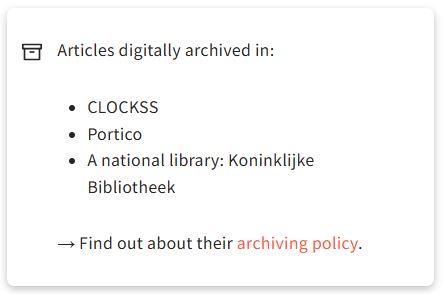 Articles digitally archived in:
• CLOCKSS
• Portico
• A national library: Koninklijke
Bibliotheek
→ Find out about their archiving policy.